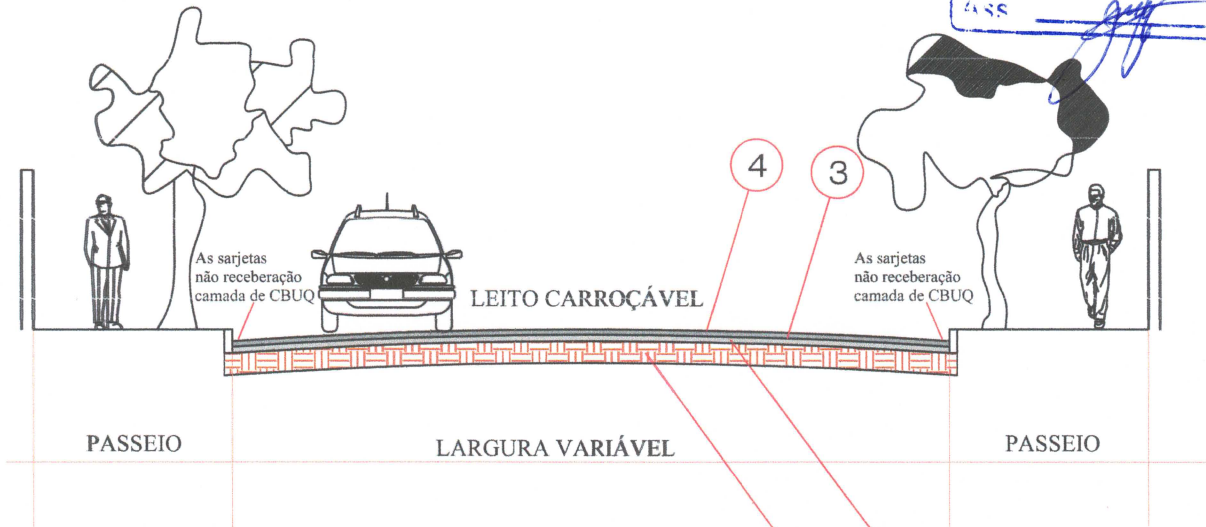 ASS
4
3
As sarjetas
não receberação
camada de CBUQ
LEITO CARROÇÁVEL
As sarjetas
não receberação
camada de CBUQ
PASSEIO
LARGURA VARIÁVEL
PASSEIO